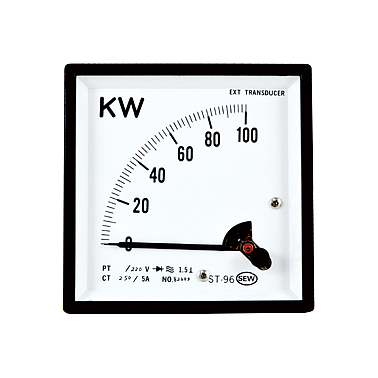 EXT TRANSDUCER
KW
0 20 40 60 80 100
PT /220 V 1.5
CT 250 / 5A NO.
ST-96 SEW